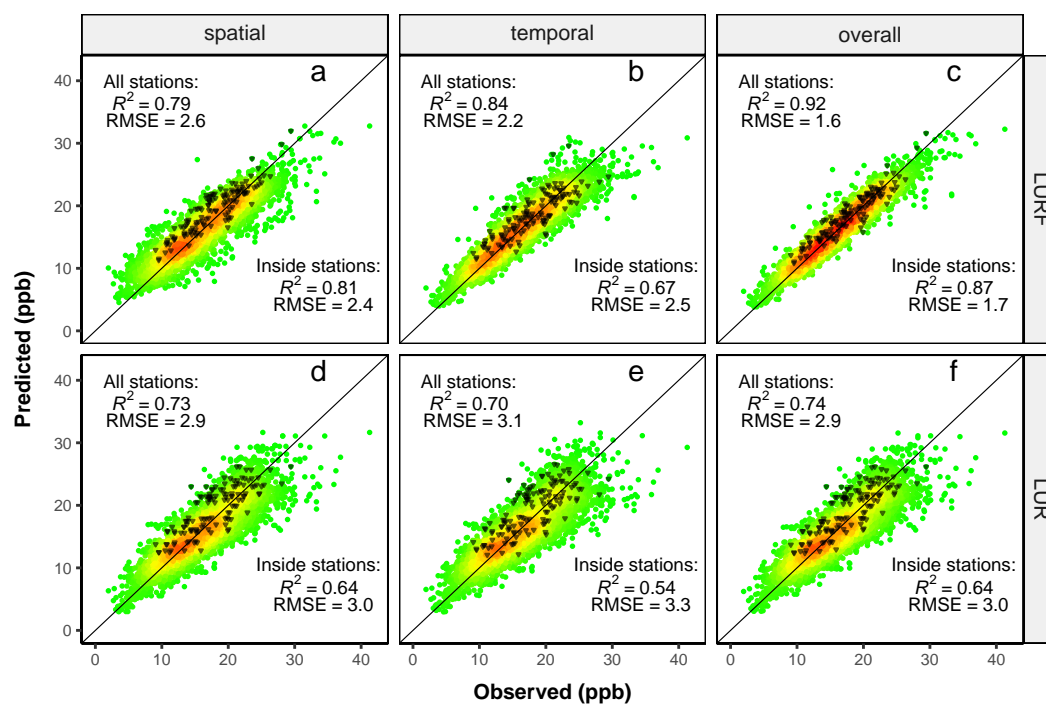 spatial
temporal
overall
a
All stations:
R² = 0.79
RMSE = 2.6
Inside stations:
R² = 0.81
RMSE = 2.4
b
All stations:
R² = 0.84
RMSE = 2.2
Inside stations:
R² = 0.67
RMSE = 2.5
c
All stations:
R² = 0.92
RMSE = 1.6
Inside stations:
R² = 0.87
RMSE = 1.7
LURF
40
30
20
10
0
d
All stations:
R² = 0.73
RMSE = 2.9
Inside stations:
R² = 0.64
RMSE = 3.0
e
All stations:
R² = 0.70
RMSE = 3.1
Inside stations:
R² = 0.54
RMSE = 3.3
f
All stations:
R² = 0.74
RMSE = 2.9
Inside stations:
R² = 0.64
RMSE = 3.0
LUR
40
30
20
10
0
0 10 20 30 40
0 10 20 30 40
0 10 20 30 40
Predicted (ppb)
Observed (ppb)